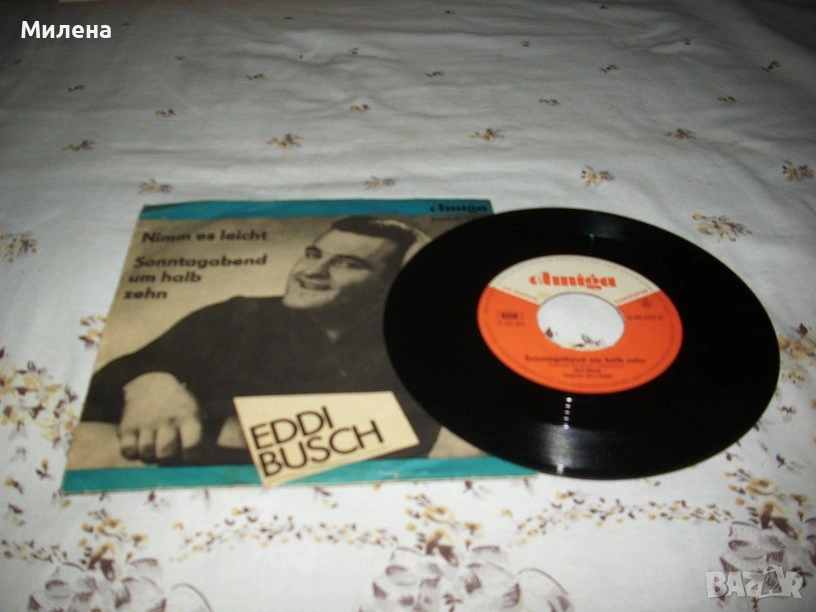 Милена
Amiga
Nimm es leicht
Sonntagabend
um halb
zehn
EDDI
BUSCH
Amiga
Sonntagabend um halb zehn
BAZAR